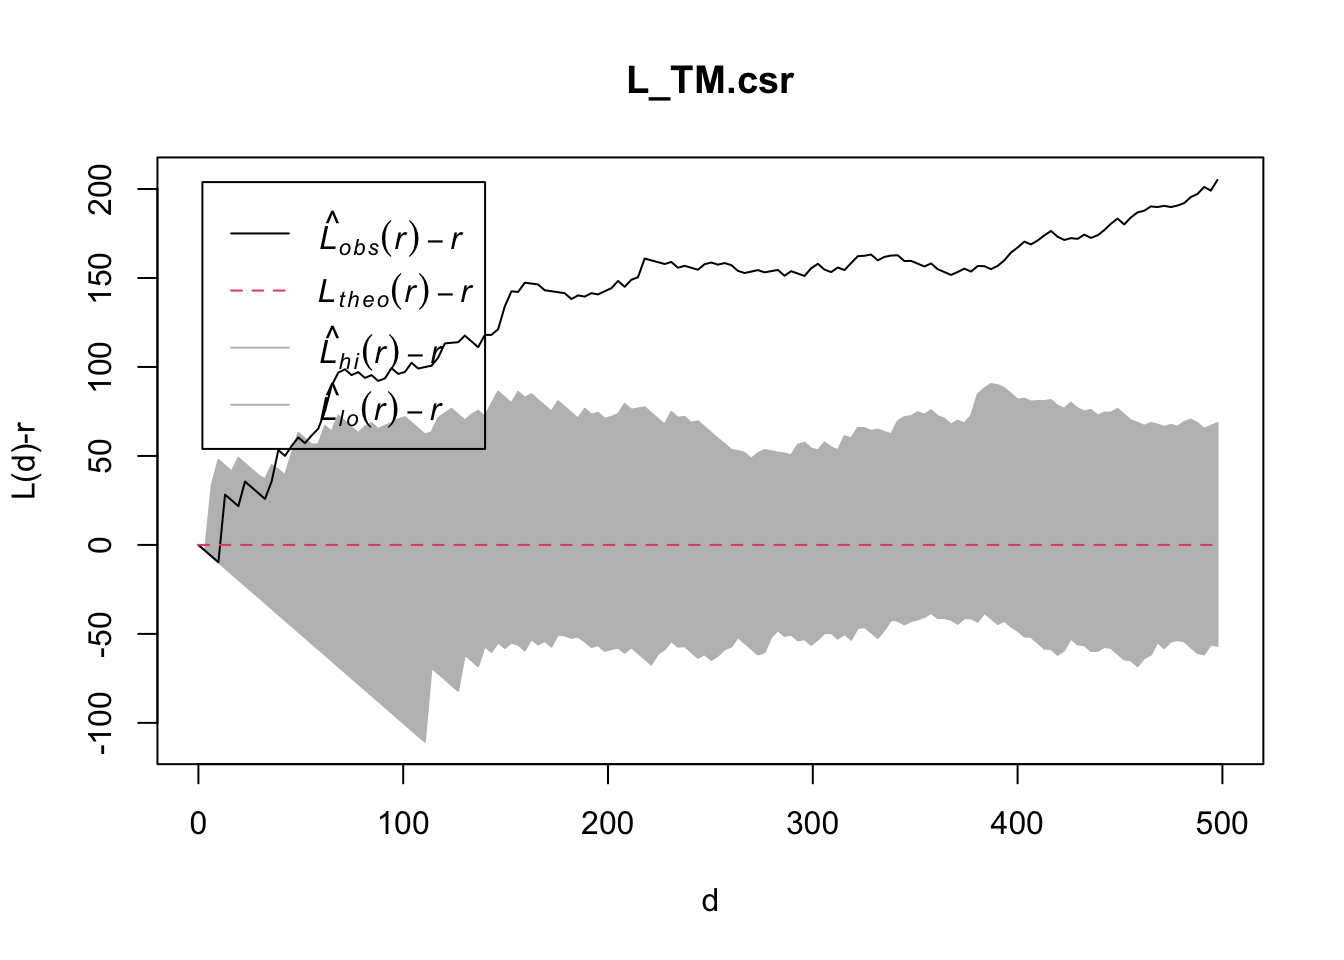 L_TM.csr
L̂obs(r) − r
Ltheo(r) − r
L̂hi(r) − r
L̂lo(r) − r
L(d)-r
200
150
100
50
0
-50
-100
0 100 200 300 400 500
d